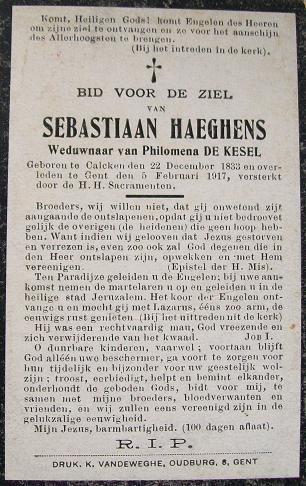 Komt, Heiligen Gods! komt Engelen des Heeren
om zijne ziel te ontvangen en ze voor het aanschijn
des Allerhoogsten te brengen.
(Bij het intreden in de kerk).
BID VOOR DE ZIEL
VAN
SEBASTIAAN HAEGHENS
Weduwnaar van Philomena DE KESEL
Geboren te Calcken den 22 December 1833 en over-
leden te Gent den 5 Februari 1917, versterkt
door de H. H. Sacramenten.
Broeders, wij willen niet, dat gij onwetend zijt
aangaande de ontslapenen, opdat gij u niet bedroevet
gelijk de overigen (de heidenen) die geen hoop heb-
ben. Want indien wij gelooven dat Jezus gestorven
en verrezen is, even zoo ook zal God degenen die in
den Heer ontslapen zijn, opwekken en met Hem
vereenigen. (Epistel der H. Mis).
Ten Paradijze geleiden u de Engelen; bij uwe aan-
komst nemen de martelaren u op en geleiden u in de
heilige stad Jeruzalem. Het koor der Engelen ontvan-
ge u en mocht gij met Lazarus, ééns zoo arm, de
eeuwige rust genieten. (Bij het uittreden uit de kerk)
Hij was een rechtvaardig man, God vreezende en
zich verwijderende van het kwaad. Job I.
O duurbare kinderen, vaarwel; voortaan blijft
God alléén uwe beschermer, ga voort te zorgen voor
hun tijdelijk en bijzonder voor uw geestelijk wel-
zijn; troost, eerbiedigt, helpt en bemint elkander,
onderhoudt de geboden Gods, bidt voor mij, te
samen met mijne broeders, bloedverwanten en
vrienden, en wij zullen eens vereenigd zijn in de
gelukzalige eeuwigheid.
Mijn Jezus, barmhartigheid. (100 dagen aflaat).
R. I. P.
DRUK. K. VANDEWEGHE, OUDBURG, 8, GENT